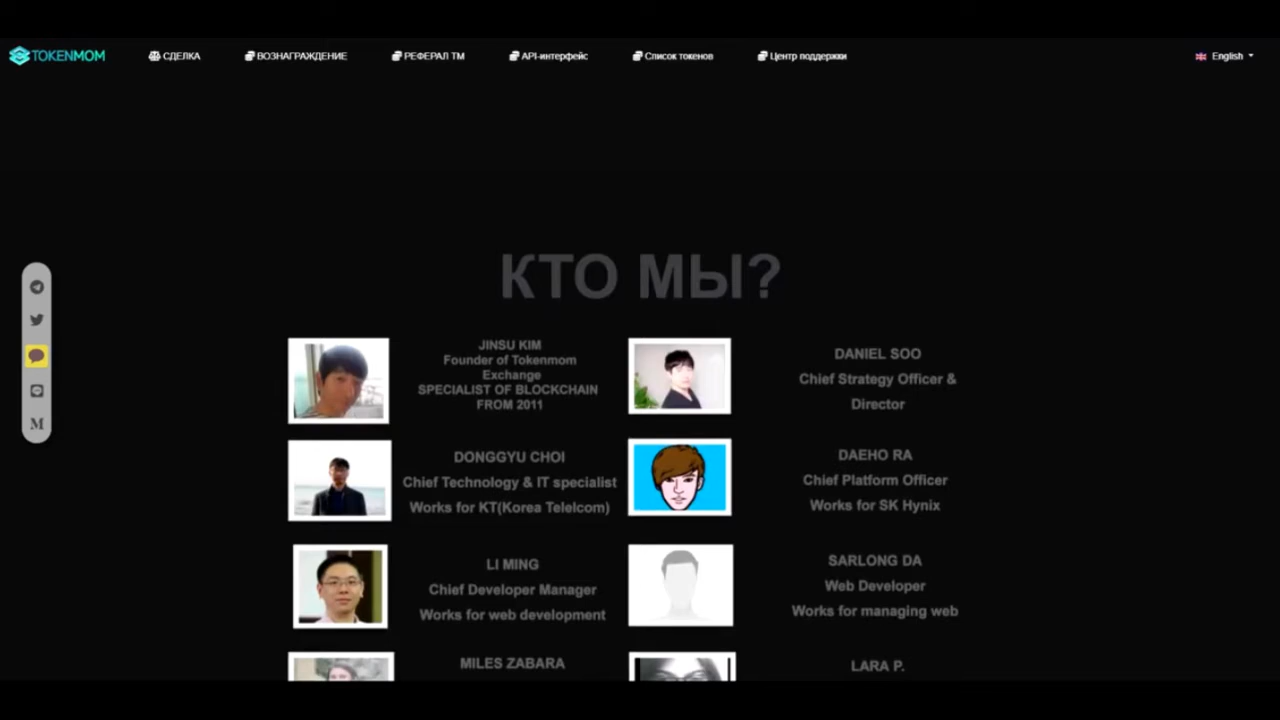 TOKENMOM
СДЕЛКА
ВОЗНАГРАЖДЕНИЕ
РЕФЕРАЛ ТМ
API-интерфейс
Список токенов
Центр поддержки
English
КТО МЫ?
JINSU KIM
Founder of Tokenmom
Exchange
SPECIALIST OF BLOCKCHAIN
FROM 2011
DANIEL SOO
Chief Strategy Officer &
Director
DONGGYU CHOI
Chief Technology & IT specialist
Works for KT(Korea Telelcom)
DAEHO RA
Chief Platform Officer
Works for SK Hynix
LI MING
Chief Developer Manager
Works for web development
SARLONG DA
Web Developer
Works for managing web
MILES ZABARA
LARA P.
M